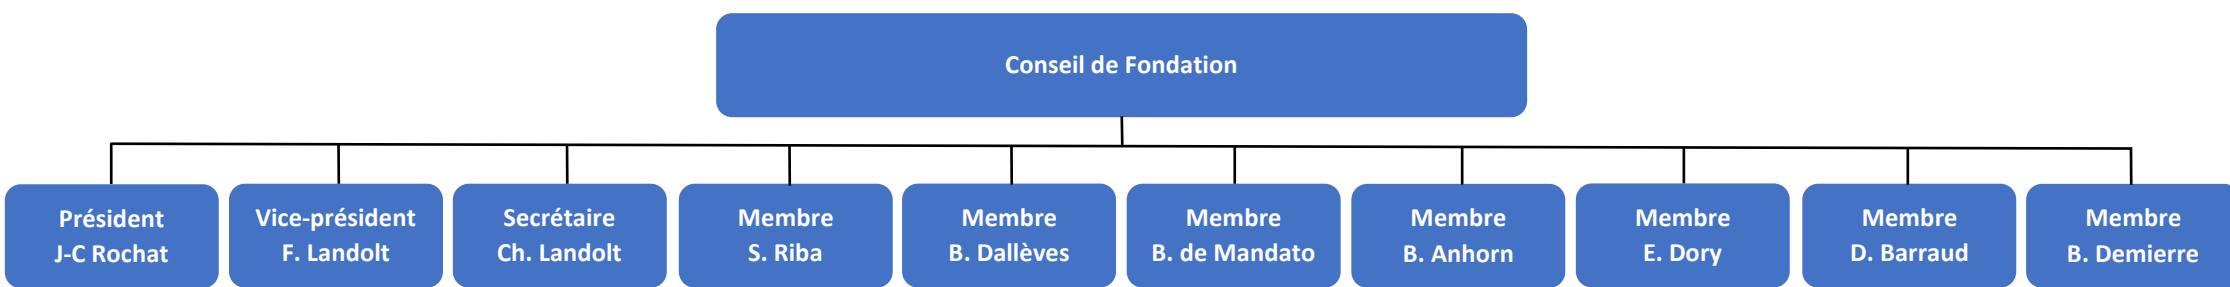 Conseil de Fondation
Président
J-C Rochat
Vice-président
F. Landolt
Secrétaire
Ch. Landolt
Membre
S. Riba
Membre
B. Dallèves
Membre
B. de Mandato
Membre
B. Anhorn
Membre
E. Dory
Membre
D. Barraud
Membre
B. Demierre